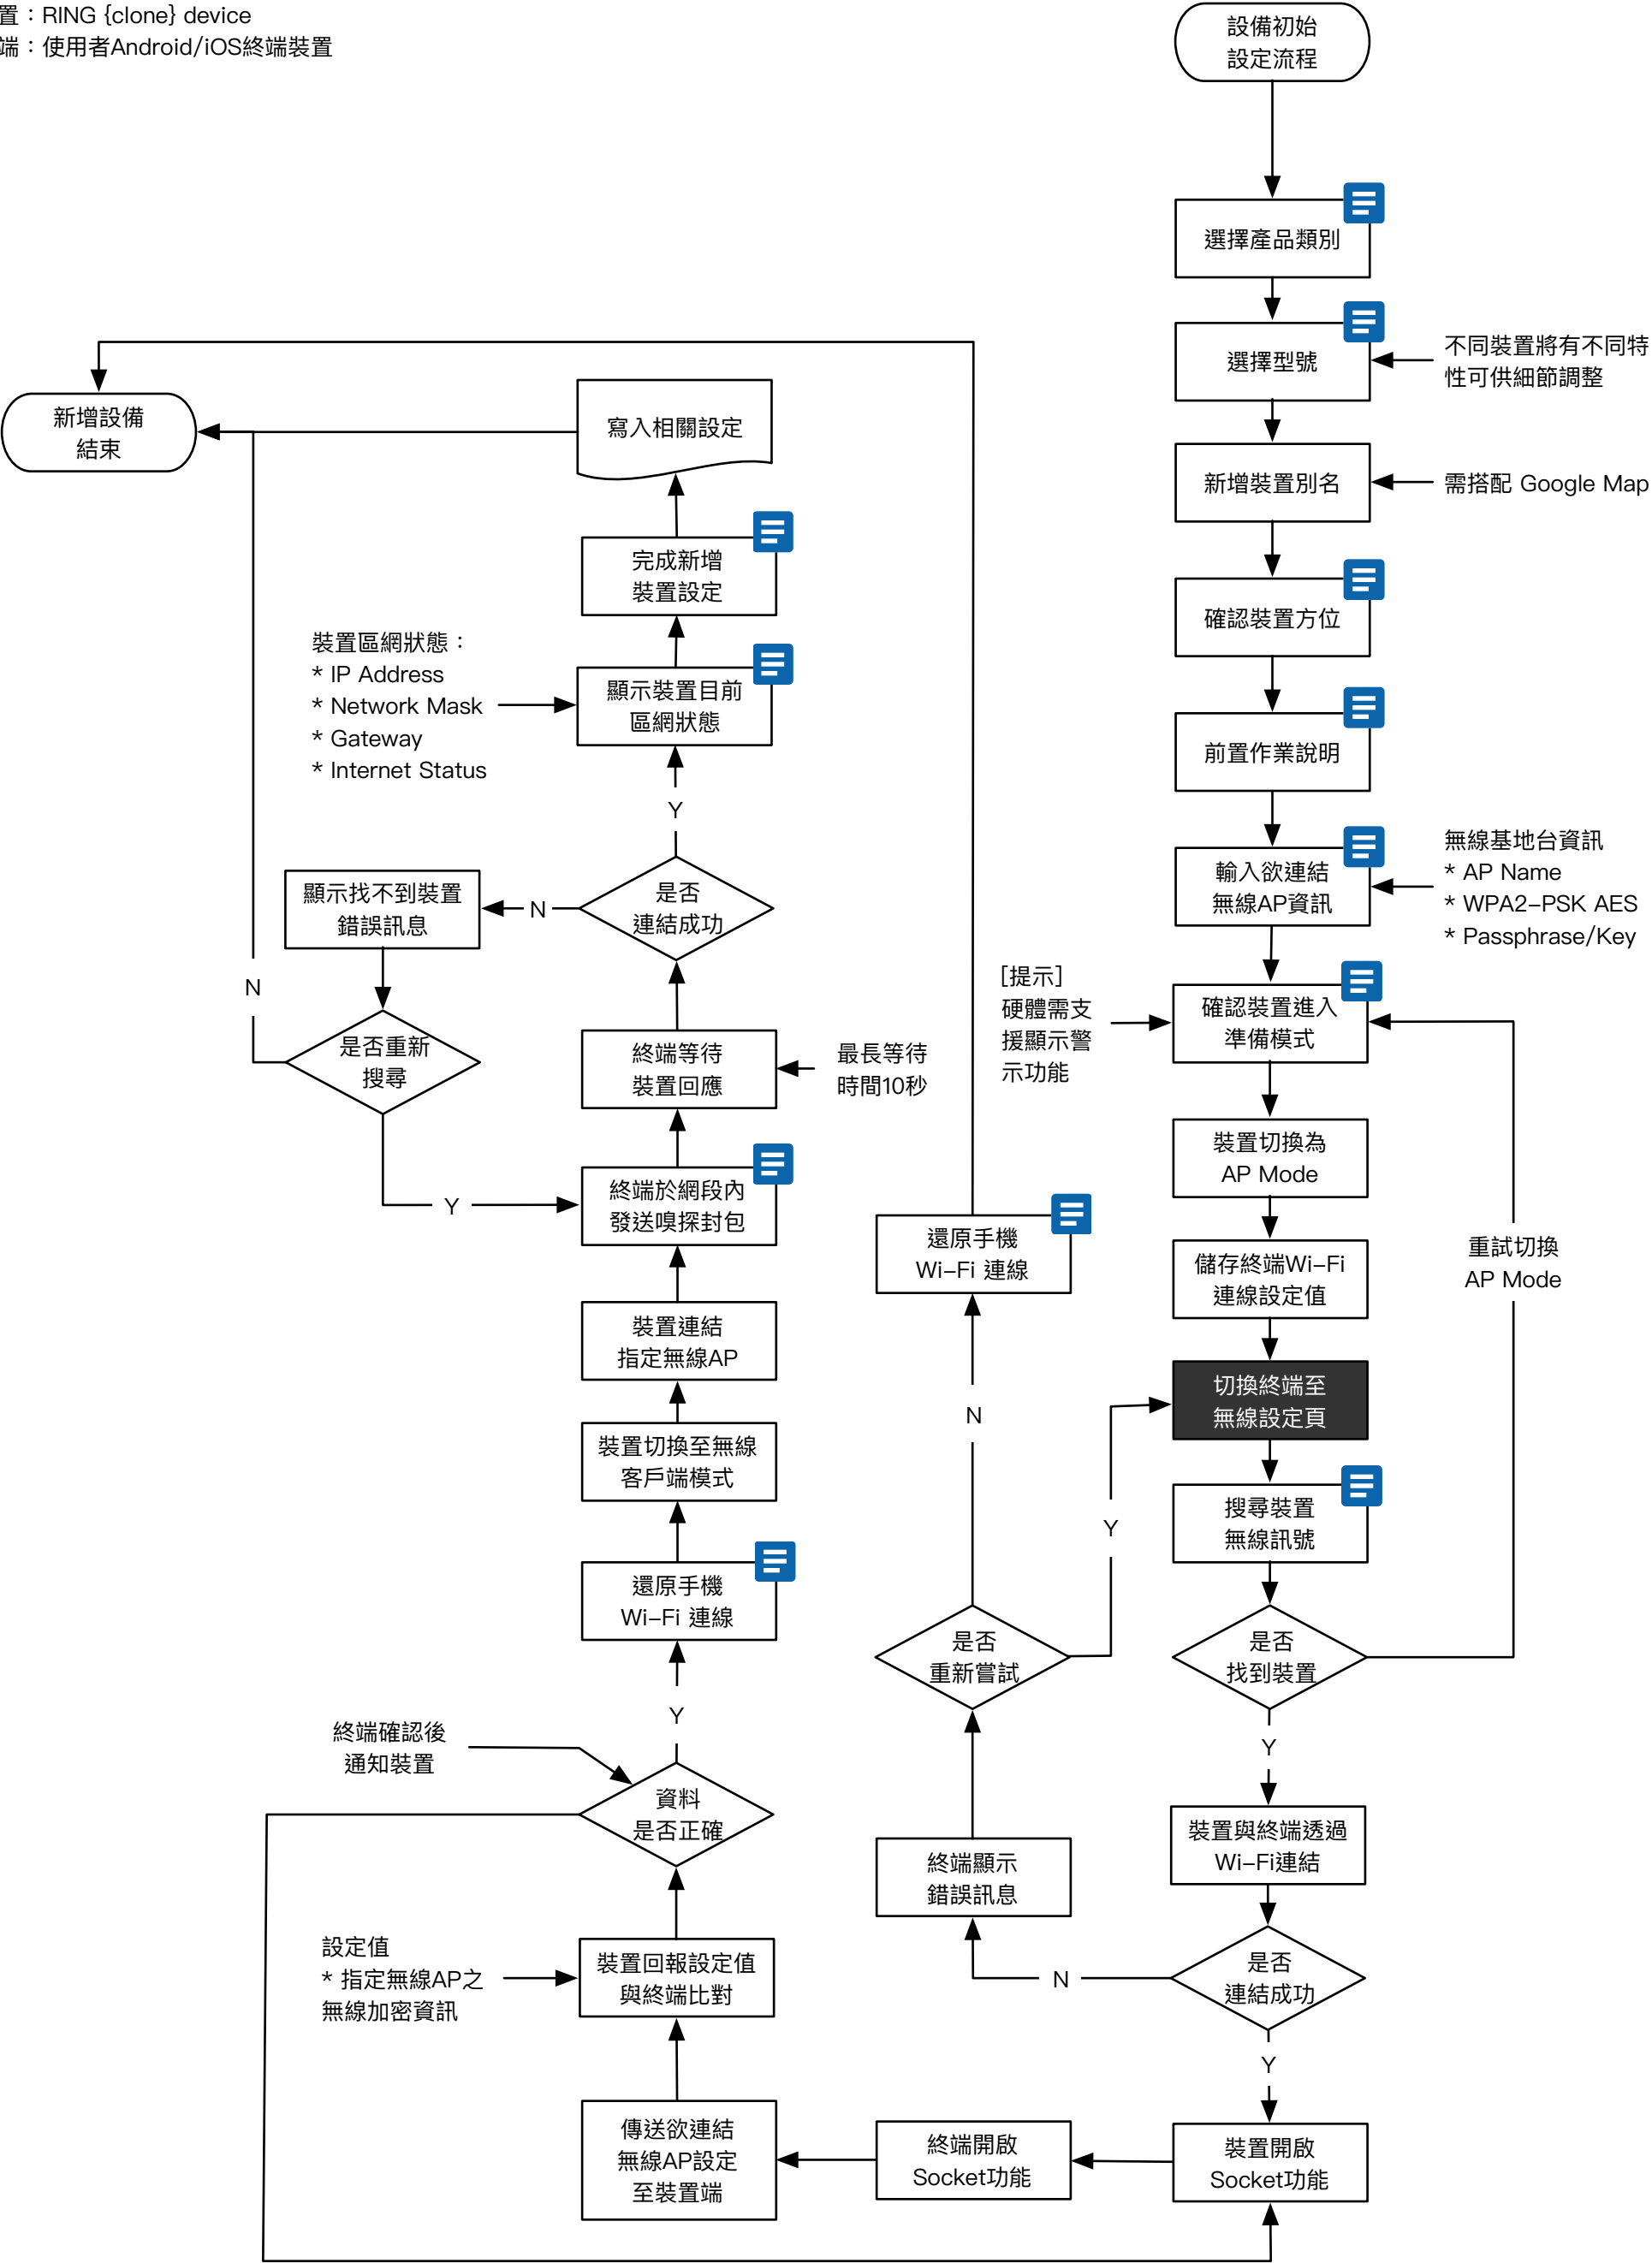 置：RING {clone} device
端：使用者Android/iOS終端裝置
設備初始
設定流程
選擇產品類別
選擇型號
不同裝置將有不同特
性可供細節調整
新增裝置別名
需搭配 Google Map
確認裝置方位
前置作業說明
輸入欲連結
無線AP資訊
無線基地台資訊
* AP Name
* WPA2-PSK AES
* Passphrase/Key
[提示]
硬體需支
援顯示警
示功能
確認裝置進入
準備模式
裝置切換為
AP Mode
儲存終端Wi-Fi
連線設定值
重試切換
AP Mode
切換終端至
無線設定頁
搜尋裝置
無線訊號
是否
找到裝置
Y
裝置與終端透過
Wi-Fi連結
是否
連結成功
N
Y
裝置開啟
Socket功能
終端開啟
Socket功能
終端顯示
錯誤訊息
是否
重新嘗試
Y
N
還原手機
Wi-Fi 連線
傳送欲連結
無線AP設定
至裝置端
裝置回報設定值
與終端比對
設定值
* 指定無線AP之
無線加密資訊
資料
是否正確
終端確認後
通知裝置
Y
還原手機
Wi-Fi 連線
裝置切換至無線
客戶端模式
裝置連結
指定無線AP
終端於網段內
發送嗅探封包
終端等待
裝置回應
最長等待
時間10秒
是否
連結成功
N
顯示找不到裝置
錯誤訊息
是否重新
搜尋
N
Y
Y
顯示裝置目前
區網狀態
裝置區網狀態：
* IP Address
* Network Mask
* Gateway
* Internet Status
完成新增
裝置設定
寫入相關設定
新增設備
結束